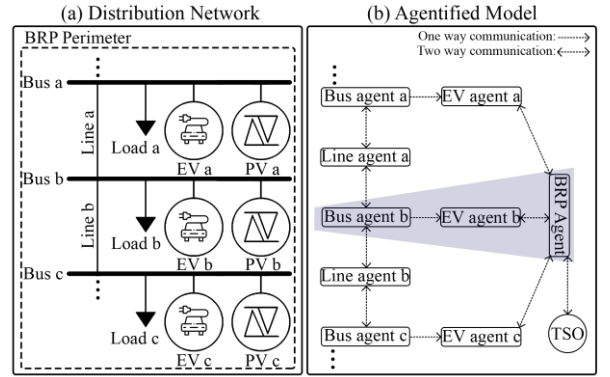 (a) Distribution Network
BRP Perimeter
Bus a
Line a
Load a
EV a
PV a
Bus b
Line b
Load b
EV b
PV b
Bus c
Load c
EV c
PV c
(b) Agentified Model
One way communication:
Two way communication:
Bus agent a
EV agent a
Line agent a
Bus agent b
EV agent b
BRP Agent
Line agent b
Bus agent c
EV agent c
TSO